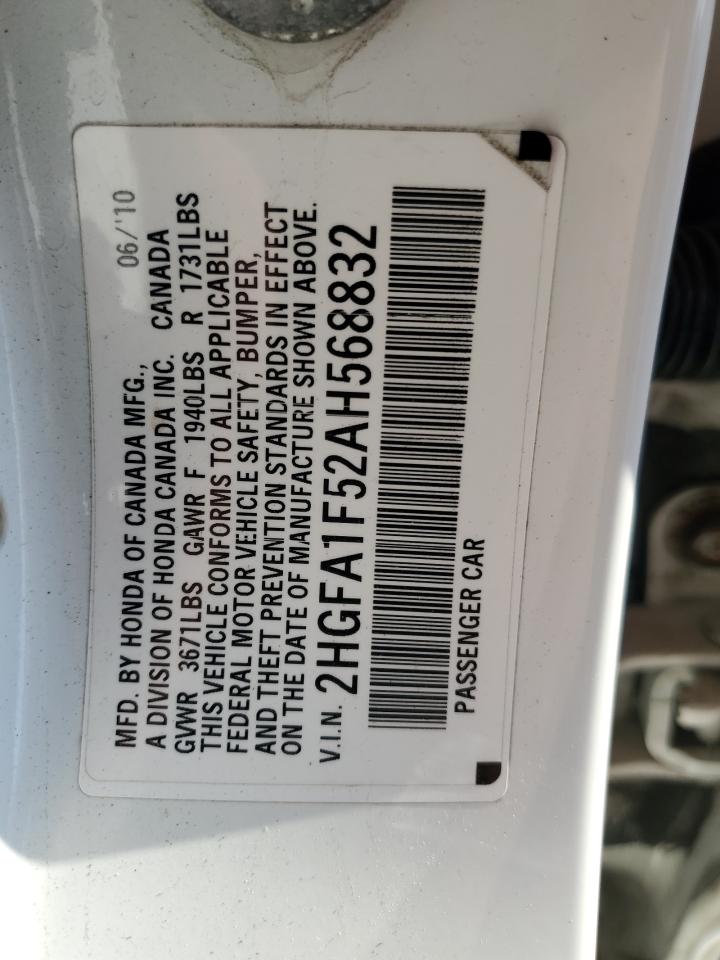 MFD. BY HONDA OF CANADA MFG., 06/'10
A DIVISION OF HONDA CANADA INC. CANADA
GVWR 3671LBS GAWR F 1940LBS R 1731LBS
THIS VEHICLE CONFORMS TO ALL APPLICABLE
FEDERAL MOTOR VEHICLE SAFETY, BUMPER,
AND THEFT PREVENTION STANDARDS IN EFFECT
ON THE DATE OF MANUFACTURE SHOWN ABOVE.
V.I.N. 2HGFA1F52AH568832
PASSENGER CAR